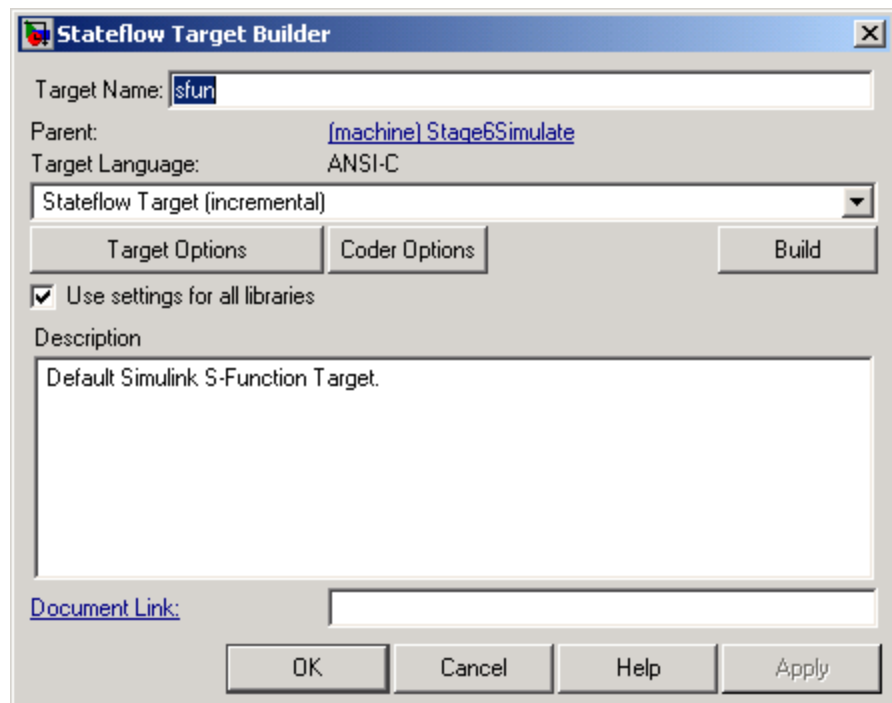 Stateflow Target Builder
Target Name: sfun
Parent: (machine) Stage6Simulate
Target Language: ANSI-C
Stateflow Target (incremental)
Target Options Coder Options Build
Use settings for all libraries
Description
Default Simulink S-Function Target.
Document Link:
OK Cancel Help Apply